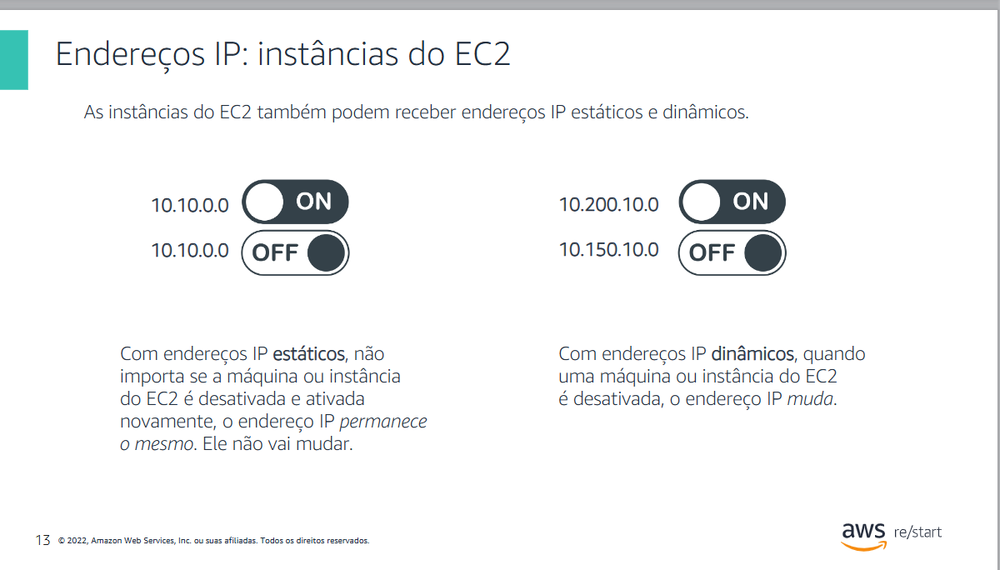 Endereços IP: instâncias do EC2
As instâncias do EC2 também podem receber endereços IP estáticos e dinâmicos.
10.10.0.0 ON
10.10.0.0 OFF
10.200.10.0 ON
10.150.10.0 OFF
Com endereços IP estáticos, não
importa se a máquina ou instância
do EC2 é desativada e ativada
novamente, o endereço IP permanece
o mesmo. Ele não vai mudar.
Com endereços IP dinâmicos, quando
uma máquina ou instância do EC2
é desativada, o endereço IP muda.
13 © 2022, Amazon Web Services, Inc. ou suas afiliadas. Todos os direitos reservados.
aws re/start